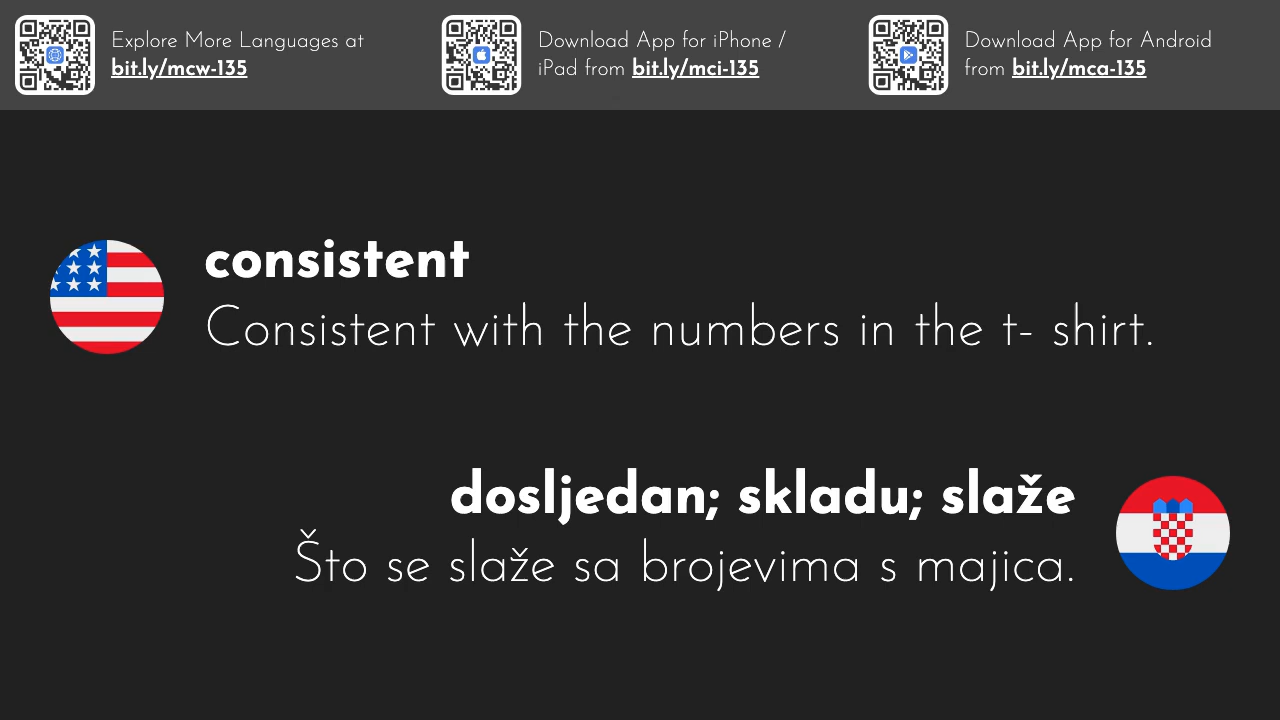 Explore More Languages at
bit.ly/mcw-135
Download App for iPhone /
iPad from bit.ly/mci-135
Download App for Android
from bit.ly/mca-135
consistent
Consistent with the numbers in the t- shirt.
dosljedan; skladu; slaže
Što se slaže sa brojevima s majica.